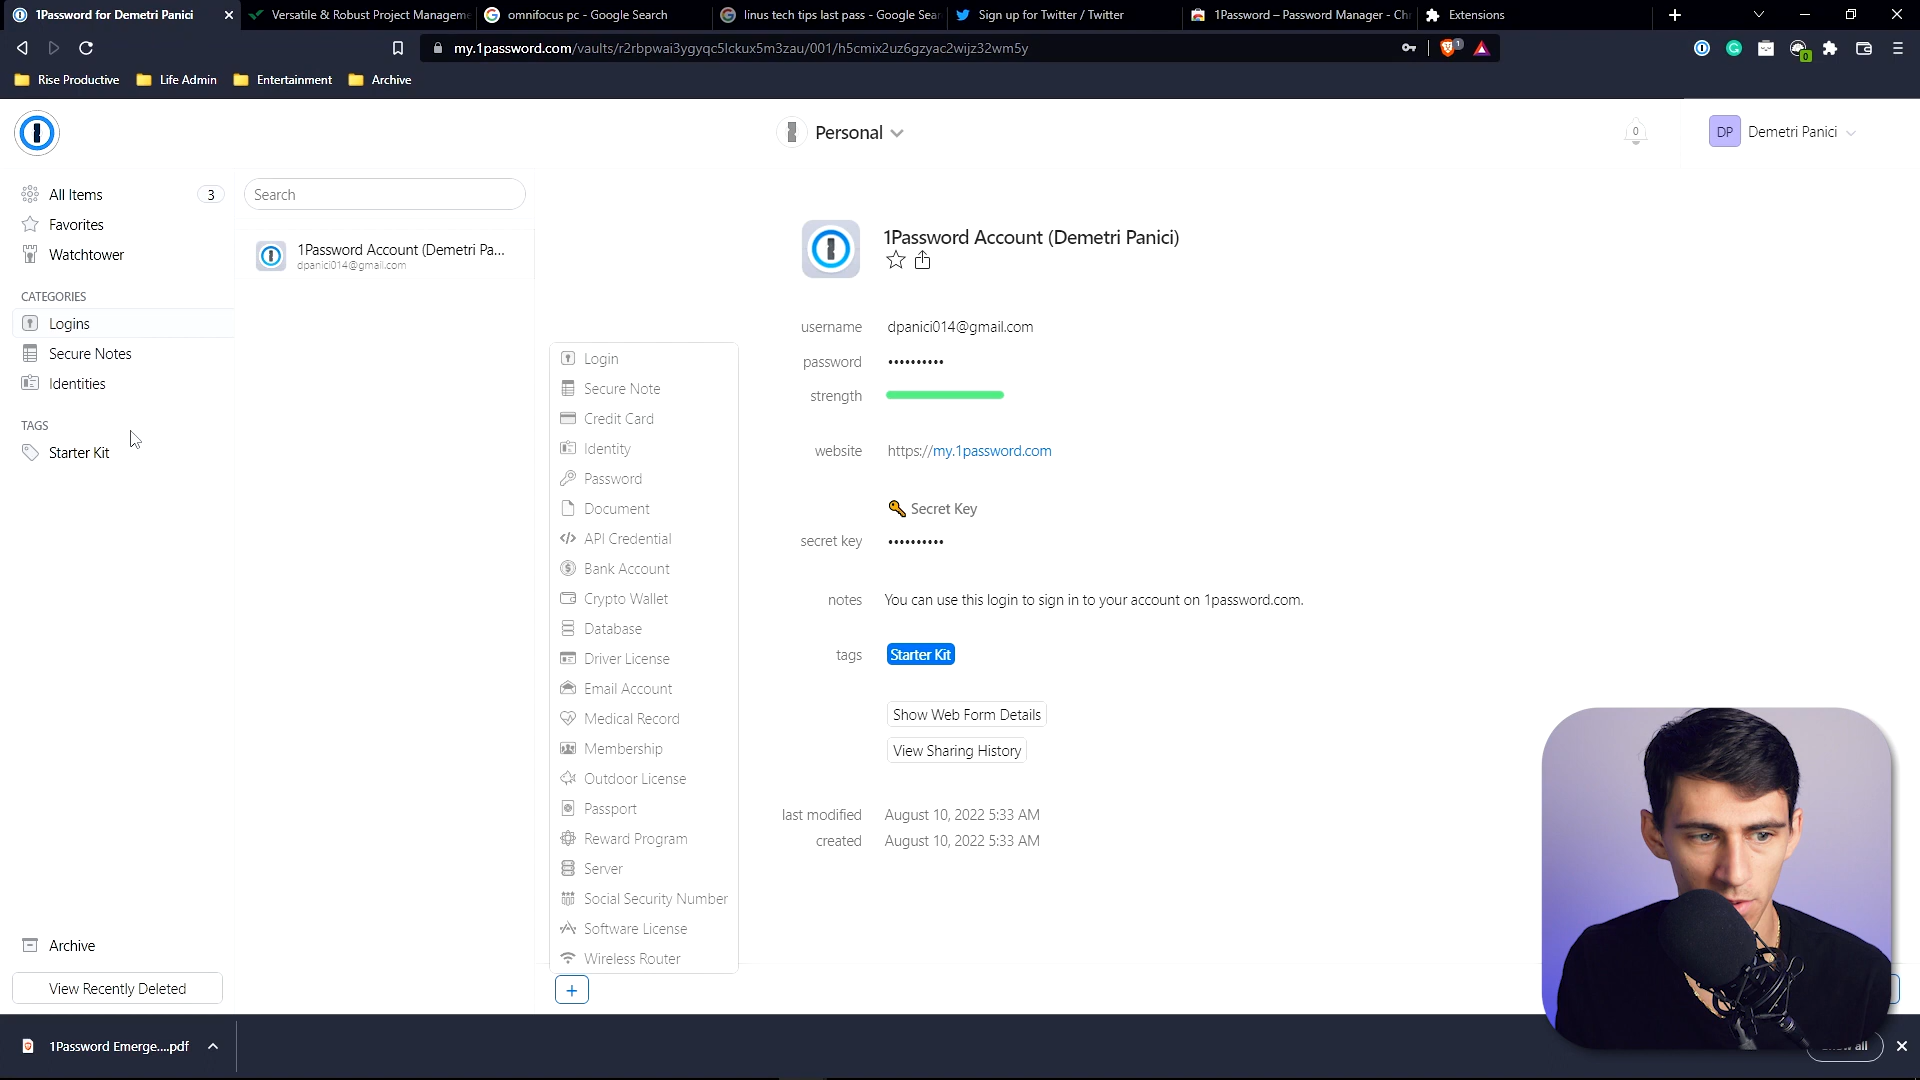 1Password for Demetri Panici
Versatile & Robust Project Manageme
omnifocus pc - Google Search
linus tech tips last pass - Google Sear
Sign up for Twitter / Twitter
1Password – Password Manager - Chr
Extensions
my.1password.com/vaults/r2rbpwai3ygyqc5lckux5m3zau/001/h5cmix2uz6gzyac2wijz32wm5y
1
0
Rise Productive
Life Admin
Entertainment
Archive
Personal
0
DP
Demetri Panici
All Items
3
Favorites
Watchtower
CATEGORIES
Logins
Secure Notes
Identities
TAGS
Starter Kit
Archive
View Recently Deleted
Search
1Password Account (Demetri Pa...
dpanici014@gmail.com
Login
Secure Note
Credit Card
Identity
Password
Document
API Credential
Bank Account
Crypto Wallet
Database
Driver License
Email Account
Medical Record
Membership
Outdoor License
Passport
Reward Program
Server
Social Security Number
Software License
Wireless Router
+
1Password Account (Demetri Panici)
username dpanici014@gmail.com
password ••••••••••
strength
website https://my.1password.com
Secret Key
secret key ••••••••••
notes You can use this login to sign in to your account on 1password.com.
tags Starter Kit
Show Web Form Details
View Sharing History
last modified August 10, 2022 5:33 AM
created August 10, 2022 5:33 AM
1Password Emerge....pdf
all